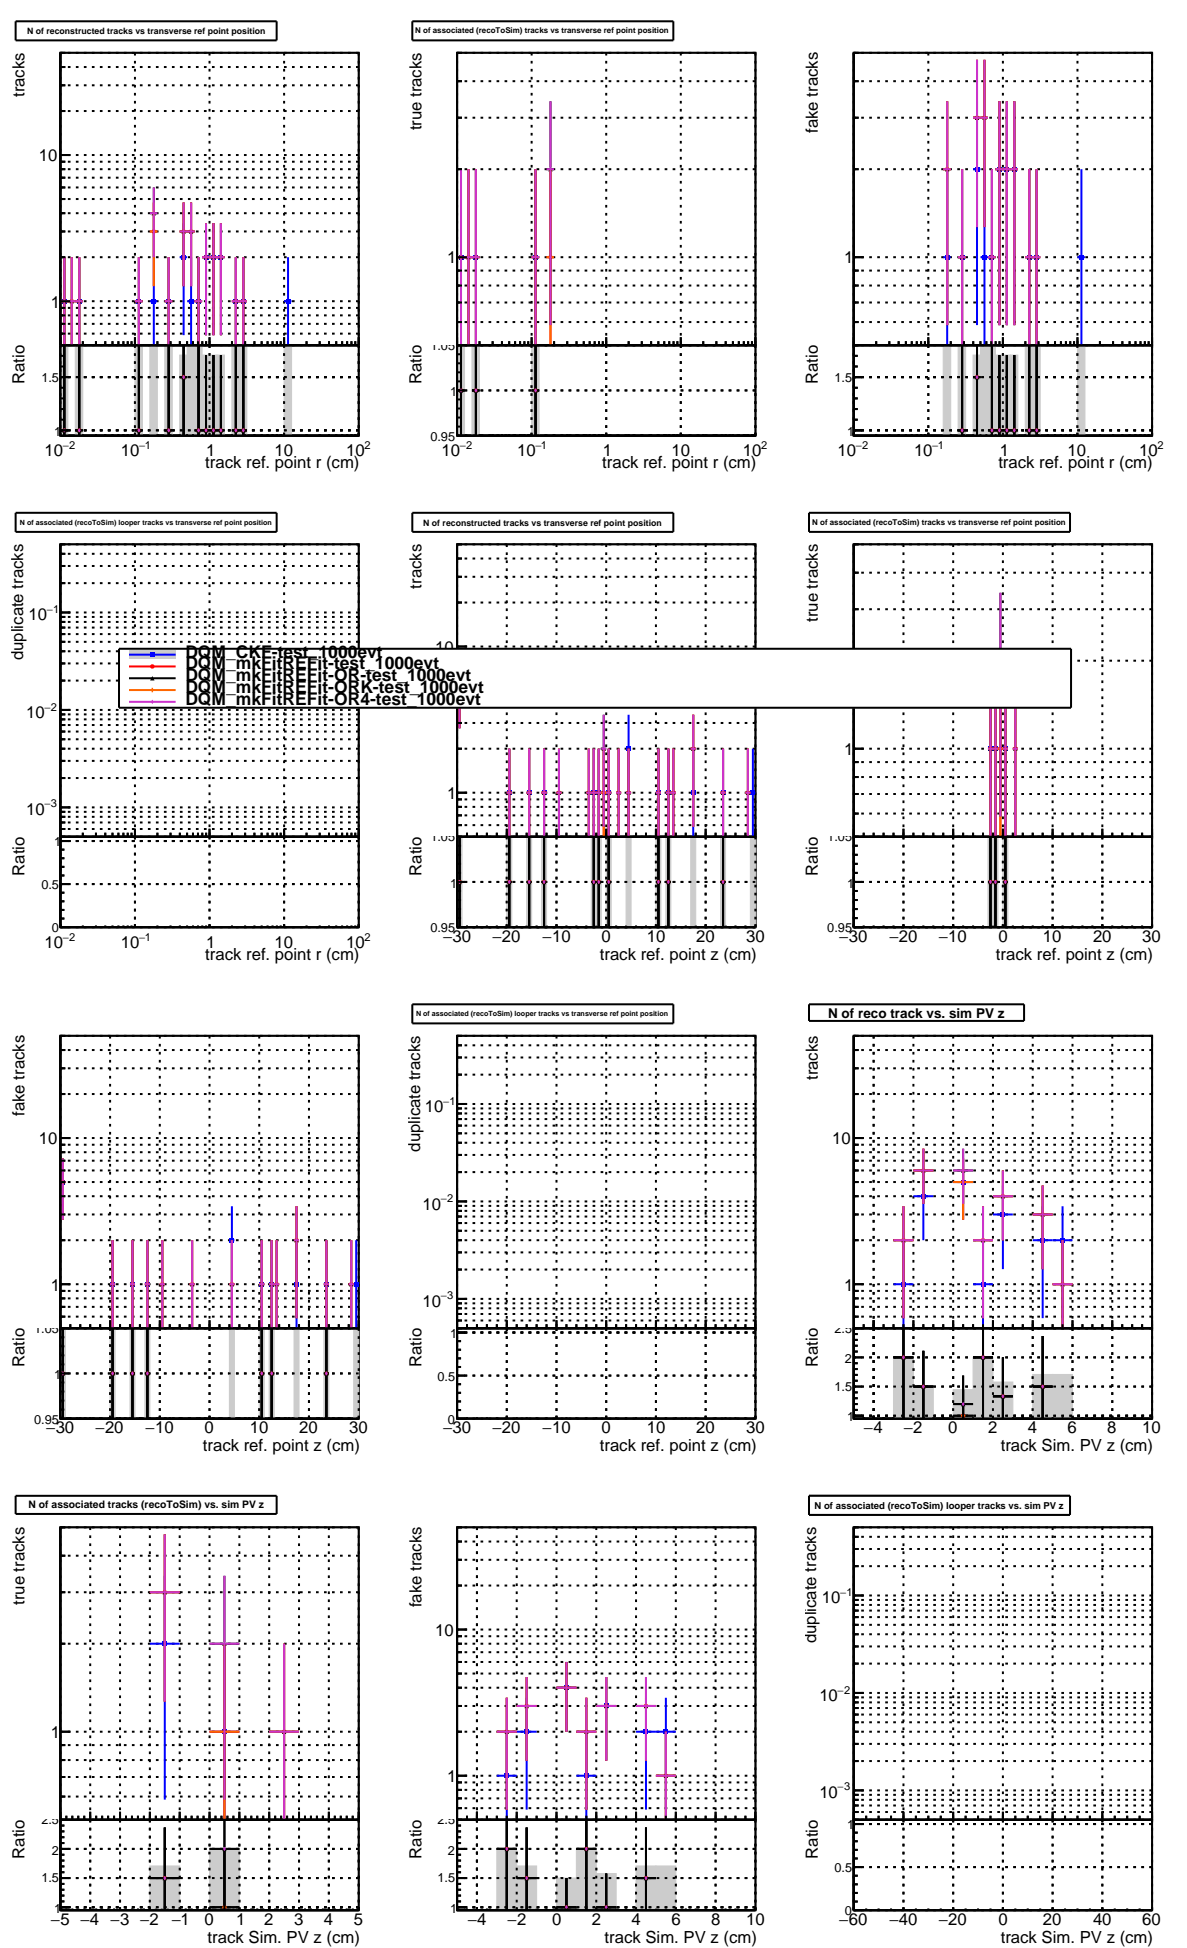 N of reconstructed tracks vs transverse ref point position
tracks
10
1
Ratio
1.5
1
10−2 10−1 1 10 102
track ref. point r (cm)
N of associated (recoToSim) tracks vs transverse ref point position
true tracks
1
Ratio
1.05
1
0.95
10−2 10−1 1 10 102
track ref. point r (cm)
fake tracks
1
Ratio
1.5
1
10−2 10−1 1 10 102
track ref. point r (cm)
N of associated (recoToSim) looper tracks vs transverse ref point position
duplicate tracks
10−1
10−2
10−3
Ratio
1
0.5
0
10−2 10−1 1 10 102
track ref. point r (cm)
N of reconstructed tracks vs transverse ref point position
tracks
10
1
Ratio
1.05
1
0.95
−30 −20 −10 0 10 20 30
track ref. point z (cm)
N of associated (recoToSim) tracks vs transverse ref point position
true tracks
1
Ratio
1.05
1
0.95
−30 −20 −10 0 10 20 30
track ref. point z (cm)
DQM_CKF-test_1000evt
DQM_mkFitREFit-test_1000evt
DQM_mkFitREFit-OR-test_1000evt
DQM_mkFitREFit-ORK-test_1000evt
DQM_mkFitREFit-OR4-test_1000evt
fake tracks
10
1
Ratio
1.05
1
0.95
−30 −20 −10 0 10 20 30
track ref. point z (cm)
N of associated (recoToSim) looper tracks vs transverse ref point position
duplicate tracks
10−1
10−2
10−3
Ratio
1
0.5
0
−30 −20 −10 0 10 20 30
track ref. point z (cm)
N of reco track vs. sim PV z
tracks
10
1
Ratio
2.5
2
1.5
1
−4 −2 0 2 4 6 8 10
track Sim. PV z (cm)
N of associated tracks (recoToSim) vs. sim PV z
true tracks
1
Ratio
2.5
2
1.5
1
−5 −4 −3 −2 −1 0 1 2 3 4 5
track Sim. PV z (cm)
fake tracks
10
1
Ratio
2.5
2
1.5
1
−4 −2 0 2 4 6 8 10
track Sim. PV z (cm)
N of associated (recoToSim) looper tracks vs. sim PV z
duplicate tracks
10−1
10−2
10−3
Ratio
1
0.5
0
−60 −40 −20 0 20 40 60
track Sim. PV z (cm)